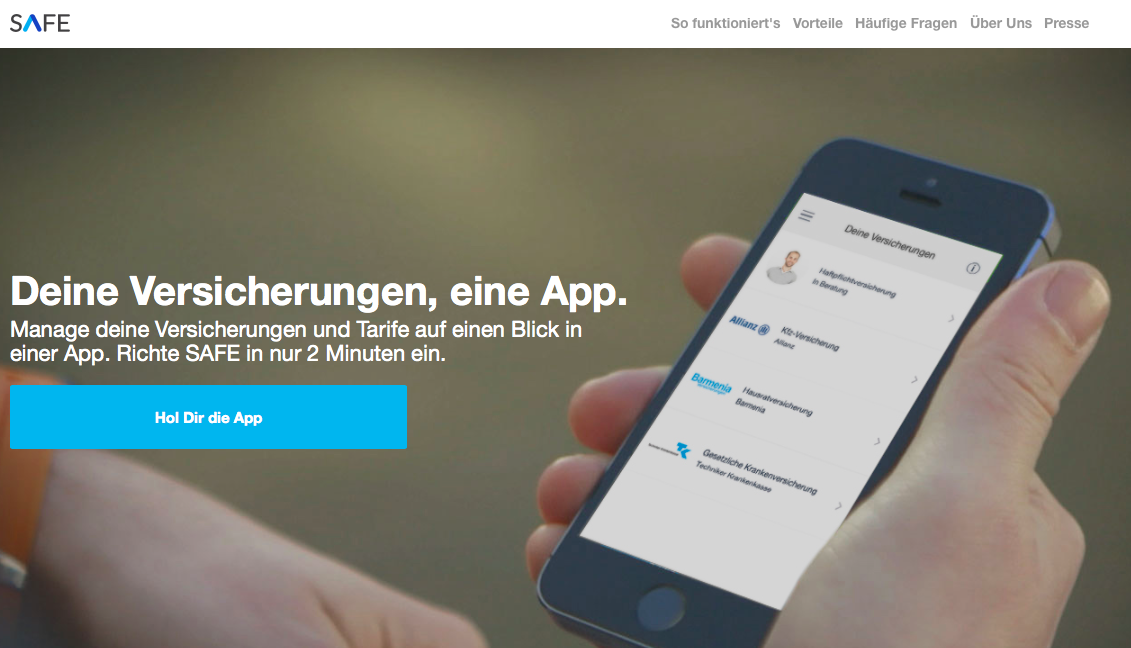 SAFE
So funktioniert's Vorteile Häufige Fragen Über Uns Presse
Deine Versicherungen, eine App.
Manage deine Versicherungen und Tarife auf einen Blick in
einer App. Richte SAFE in nur 2 Minuten ein.
Hol Dir die App
Deine Versicherungen
Haftpflichtversicherung
In Beratung
Allianz
Kfz-Versicherung
Allianz
Barmenia
Hausratversicherung
Barmenia
TK
Gesetzliche Krankenversicherung
Techniker Krankenkasse